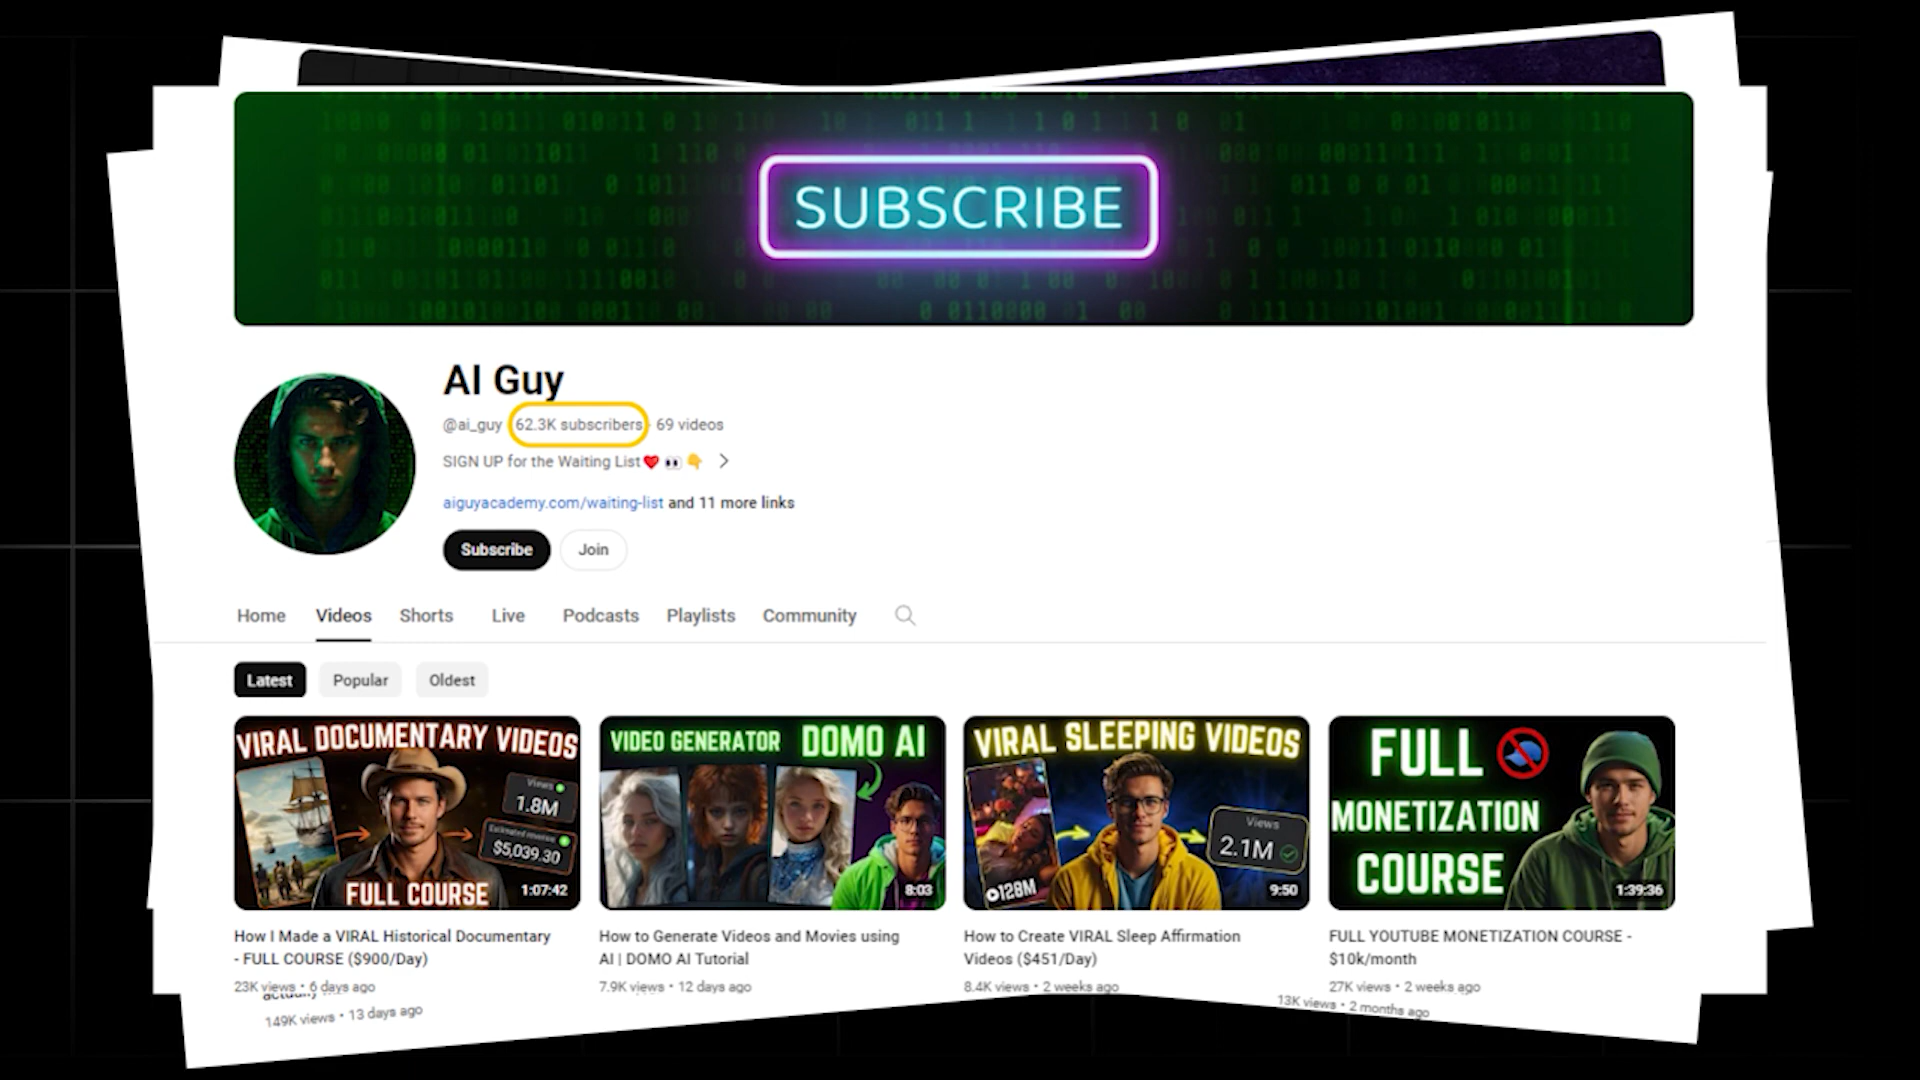 SUBSCRIBE
AI Guy
@ai_guy 62.3K subscribers 69 videos
SIGN UP for the Waiting List❤️ 👀 👇
aiguyacademy.com/waiting-list and 11 more links
Subscribe Join
Home Videos Shorts Live Podcasts Playlists Community
Latest Popular Oldest
VIRAL DOCUMENTARY VIDEOS
Views
1.8M
Estimated revenue
$5,039.30
FULL COURSE
1:07:42
VIDEO GENERATOR DOMO AI
8:03
VIRAL SLEEPING VIDEOS
Views
2.1M
128M
9:50
FULL
MONETIZATION
COURSE
1:39:36
How I Made a VIRAL Historical Documentary
- FULL COURSE ($900/Day)
23K views • 6 days ago
How to Generate Videos and Movies using
AI | DOMO AI Tutorial
7.9K views • 12 days ago
How to Create VIRAL Sleep Affirmation
Videos ($451/Day)
8.4K views • 2 weeks ago
FULL YOUTUBE MONETIZATION COURSE -
$10k/month
27K views • 2 weeks ago
149K views • 13 days ago
13K views • 2 months ago